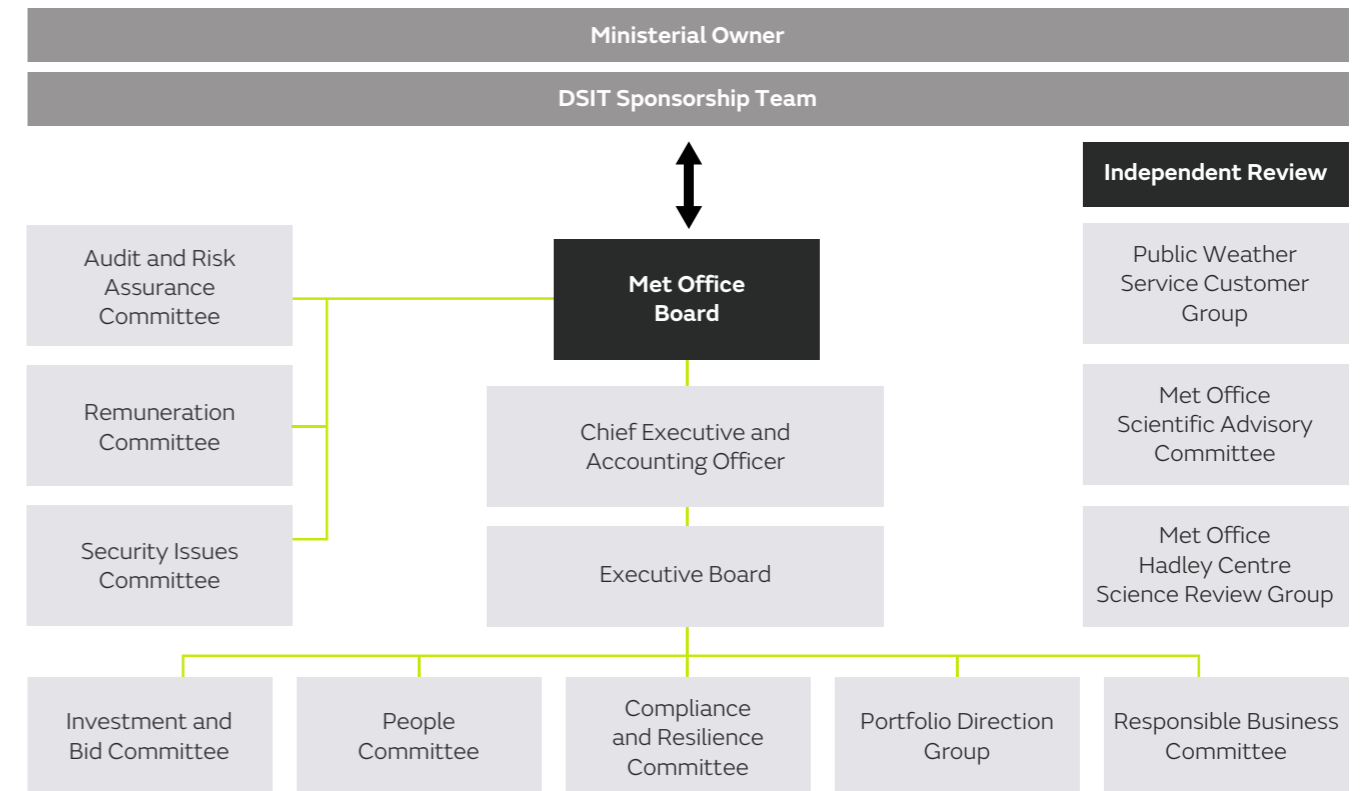 Ministerial Owner
DSIT Sponsorship Team
Independent Review
Public Weather
Service Customer
Group
Met Office
Scientific Advisory
Committee
Met Office
Hadley Centre
Science Review Group
Audit and Risk
Assurance
Committee
Remuneration
Committee
Security Issues
Committee
Met Office
Board
Chief Executive and
Accounting Officer
Executive Board
Investment and
Bid Committee
People
Committee
Compliance
and Resilience
Committee
Portfolio Direction
Group
Responsible Business
Committee